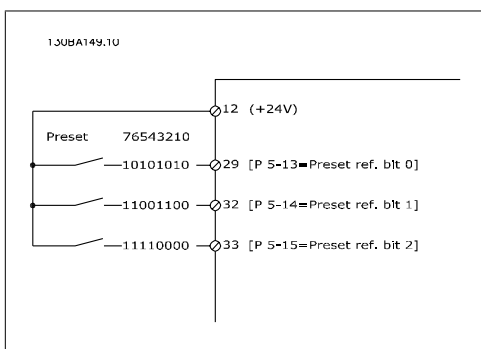 130BA149.10
12 (+24V)
Preset 76543210
10101010 29 [P 5-13=Preset ref. bit 0]
11001100 32 [P 5-14=Preset ref. bit 1]
11110000 33 [P 5-15=Preset ref. bit 2]